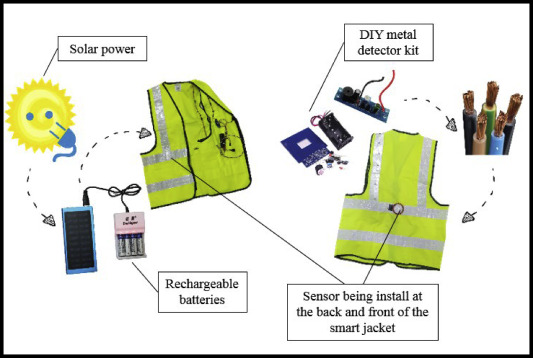 Solar power
DIY metal
detector kit
Rechargeable
batteries
Sensor being install at
the back and front of the
smart jacket